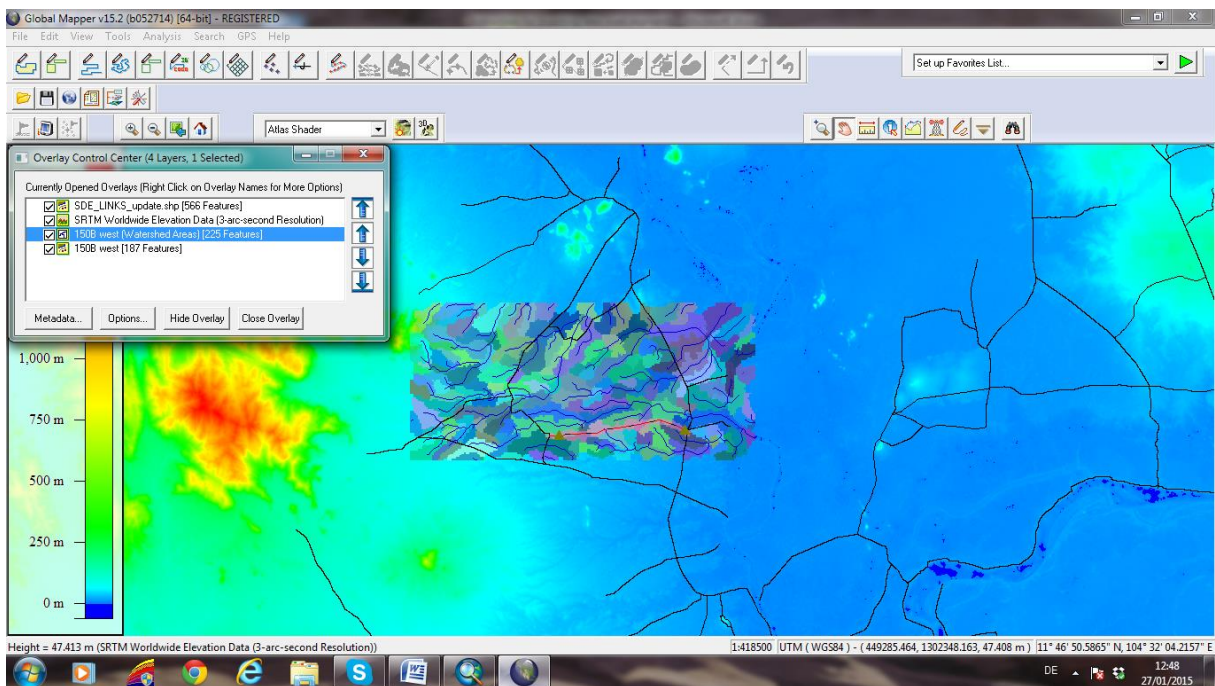 Global Mapper v15.2 (b052714) [64-bit] - REGISTERED
File Edit View Tools Analysis Search GPS Help
Set up Favorites List...
Atlas Shader
3D
Overlay Control Center (4 Layers, 1 Selected)
Currently Opened Overlays (Right Click on Overlay Names for More Options)
SDE_LINKS_update.shp [566 Features]
SRTM Worldwide Elevation Data (3-arc-second Resolution)
150B west (Watershed Areas) [225 Features]
150B west [187 Features]
Metadata... Options... Hide Overlay Close Overlay
1,000 m
750 m
500 m
250 m
0 m
Height = 47.413 m (SRTM Worldwide Elevation Data (3-arc-second Resolution))
1:418500 UTM ( WGS84 ) - ( 449285.464, 1302348.163, 47.408 m ) 11° 46' 50.5865" N, 104° 32' 04.2157" E
DE
12:48
27/01/2015